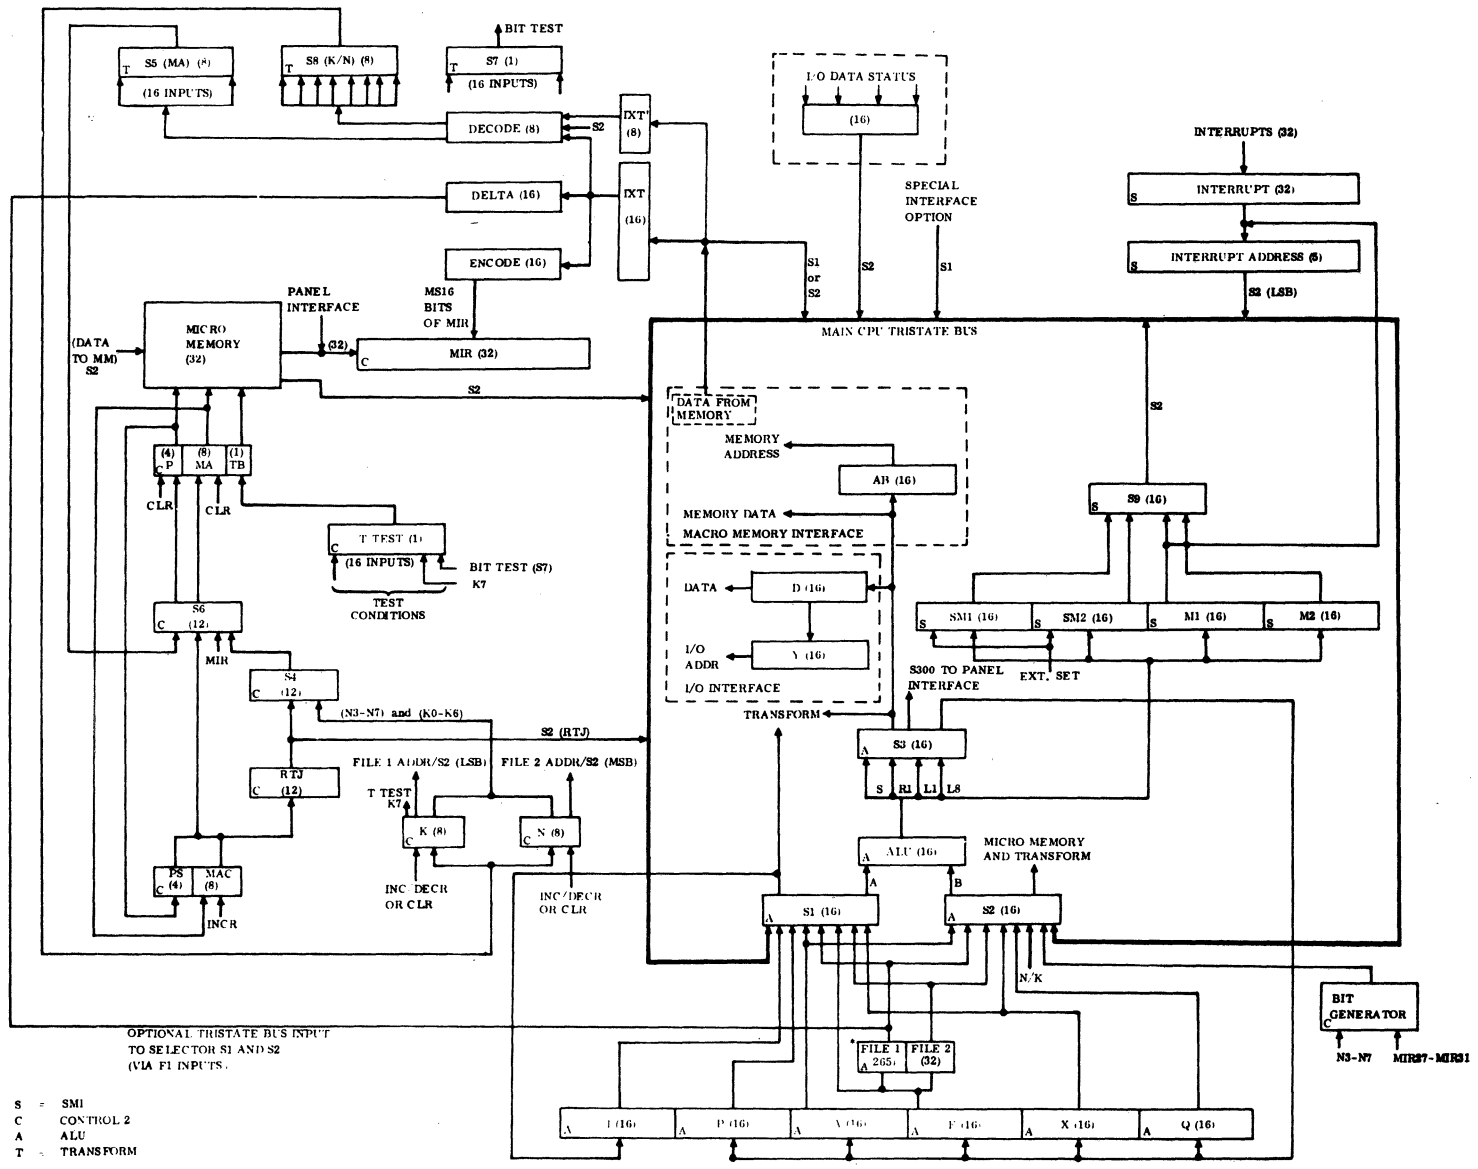 BIT TEST
T S5 (MA) (8)
(16 INPUTS)
T S8 (K/N) (8)
T S7 (1)
(16 INPUTS)
DECODE (8)
S2
IXT'
(8)
I/O DATA STATUS
(16)
INTERRUPTS (32)
S INTERRUPT (32)
DELTA (16)
IXT
(16)
SPECIAL
INTERFACE
OPTION
S INTERRUPT ADDRESS (5)
ENCODE (16)
S1
or
S2
S2
S1
S2 (LSB)
PANEL
INTERFACE
MS16
BITS
OF MIR
MICRO
MEMORY
(32)
(DATA
TO MM)
S2
(32)
C MIR (32)
MAIN CPU TRISTATE BUS
S2
DATA FROM
MEMORY
S2
MEMORY
ADDRESS
AB (16)
(4)
C P
(8)
MA
(1)
TB
CLR
CLR
MEMORY DATA
MACRO MEMORY INTERFACE
S S9 (16)
C T TEST (1)
(16 INPUTS)
BIT TEST (S7)
K7
TEST
CONDITIONS
DATA
D (16)
I/O
ADDR
Y (16)
I/O INTERFACE
C S6
(12)
MIR
S SM1 (16)
S SM2 (16)
S M1 (16)
S M2 (16)
EXT. SET
S300 TO PANEL
INTERFACE
C S4
(12)
(N3-N7) and (K0-K6)
TRANSFORM
S2 (RTJ)
A S3 (16)
S R1 L1 L8
C RTJ
(12)
FILE 1 ADDR/S2 (LSB)
FILE 2 ADDR/S2 (MSB)
T TEST
K7
C K (8)
C N (8)
A ALU (16)
MICRO MEMORY
AND TRANSFORM
C PS
(4)
MAC
(8)
INCR
INC/DECR
OR CLR
INC/DECR
OR CLR
A
B
A S1 (16)
A S2 (16)
N/K
BIT
GENERATOR
C
N3-N7
MIR27-MIR31
OPTIONAL TRISTATE BUS INPUT
TO SELECTOR S1 AND S2
(VIA F1 INPUTS.
* FILE 1
A 265)
FILE 2
(32)
A I (16)
A P (16)
A A (16)
A F (16)
A X (16)
A Q (16)
S = SMI
C CONTROL 2
A ALU
T - TRANSFORM